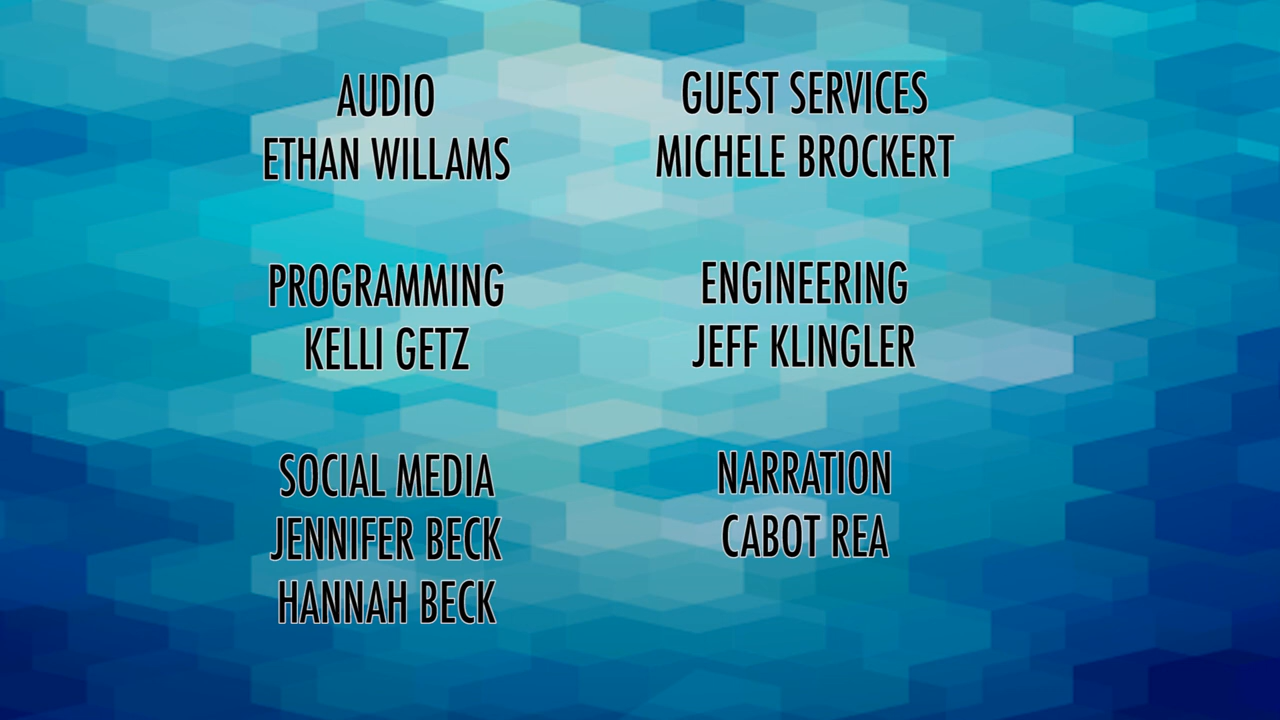 AUDIO
ETHAN WILLAMS
PROGRAMMING
KELLI GETZ
SOCIAL MEDIA
JENNIFER BECK
HANNAH BECK
GUEST SERVICES
MICHELE BROCKERT
ENGINEERING
JEFF KLINGLER
NARRATION
CABOT REA